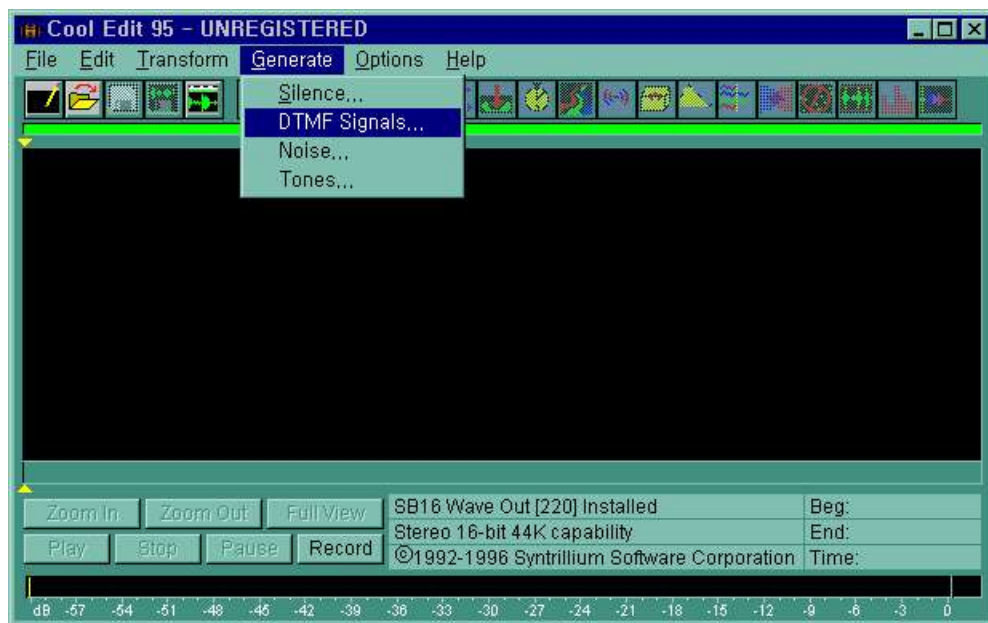 Cool Edit 95 - UNREGISTERED
File Edit Transform Generate Options Help
Silence...
DTMF Signals...
Noise...
Tones...
Zoom In Zoom Out Full View
Play Stop Pause Record
SB16 Wave Out [220] Installed
Stereo 16-bit 44K capability
©1992-1996 Syntrillium Software Corporation
Beg:
End:
Time:
dB -57 -54 -51 -48 -45 -42 -39 -36 -33 -30 -27 -24 -21 -18 -15 -12 -9 -6 -3 0